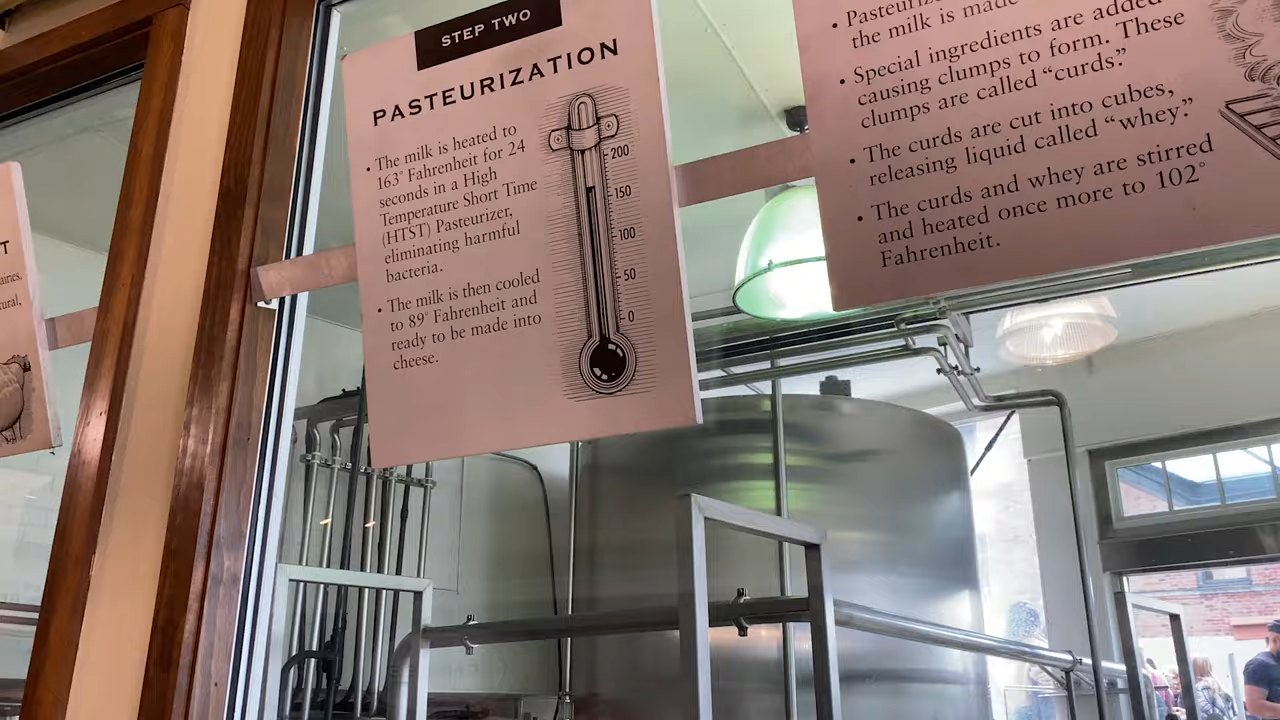 T
aines.
tural,
STEP TWO
PASTEURIZATION
• The milk is heated to
163° Fahrenheit for 24
seconds in a High
Temperature Short Time
(HTST) Pasteurizer,
eliminating harmful
bacteria.
• The milk is then cooled
to 89° Fahrenheit and
ready to be made into
cheese.
200
150
100
50
0
• Pasteuriz
the milk is made
• Special ingredients are added
causing clumps to form. These
clumps are called “curds.”
• The curds are cut into cubes,
releasing liquid called “whey.”
• The curds and whey are stirred
and heated once more to 102°
Fahrenheit.